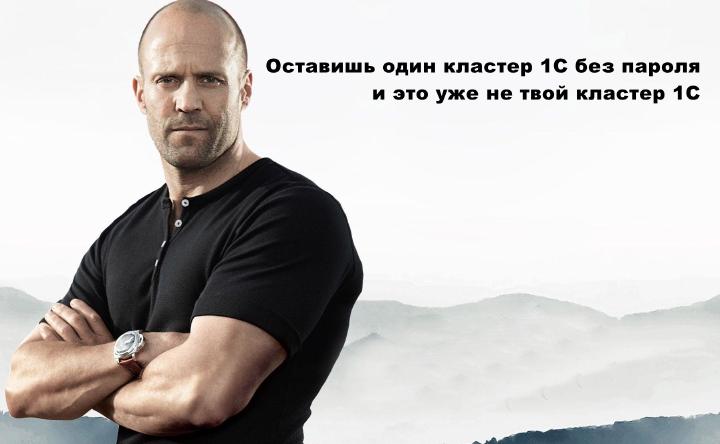 Оставишь один кластер 1С без пароля
и это уже не твой кластер 1С